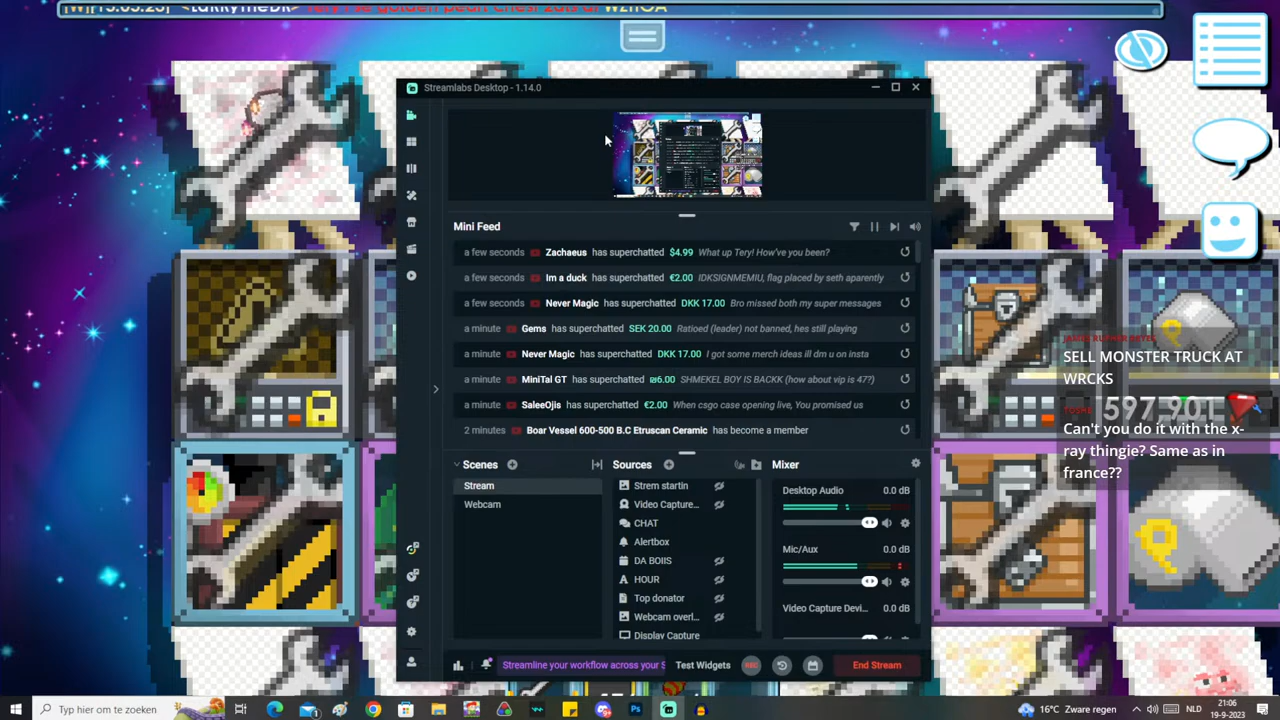 Streamlabs Desktop - 1.14.0
Mini Feed
a few seconds Zachaeus has superchatted $4.99 What up Tery! How've you been?
a few seconds Im a duck has superchatted €2.00 IDKSIGNMEMIU, flag placed by seth aparently
a few seconds Never Magic has superchatted DKK 17.00 Bro missed both my super messages
a minute Gems has superchatted SEK 20.00 Ratioed (leader) not banned, hes still playing
a minute Never Magic has superchatted DKK 17.00 I got some merch ideas ill dm u on insta
a minute MiniTal GT has superchatted ₪6.00 SHMEKEL BOY IS BACKK (how about vip is 47?)
a minute SaleeOjis has superchatted €2.00 When csgo case opening live, You promised us
2 minutes Boar Vessel 600-500 B.C Etruscan Ceramic has become a member
Scenes
Stream
Webcam
Sources
Strem startin
Video Capture...
CHAT
Alertbox
DA BOIIS
HOUR
Top donator
Webcam overl...
Display Capture
Mixer
Desktop Audio 0.0 dB
Mic/Aux 0.0 dB
Video Capture Devi... 0.0 dB
Streamline your workflow across your S
Test Widgets
REC
End Stream
SELL MONSTER TRUCK AT
WRCKS
TOSHE
Can't you do it with the x-
ray thingie? Same as in
france??
Typ hier om te zoeken
16°C Zware regen
NLD
21:06
19-9-2023